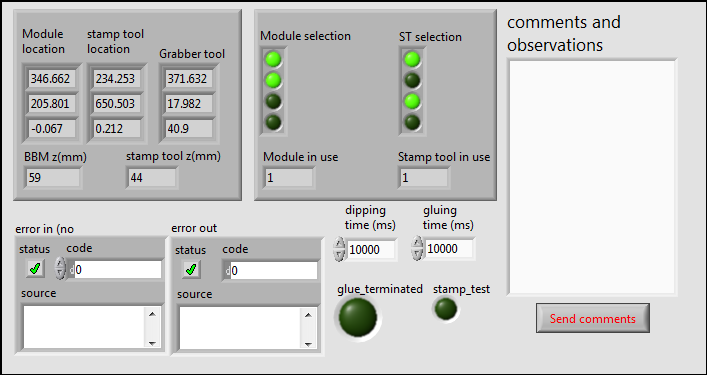 Module
location
stamp tool
location
Grabber tool
346.662
234.253
371.632
205.801
650.503
17.982
-0.067
0.212
40.9
BBM z(mm)
stamp tool z(mm)
59
44
Module selection
ST selection
Module in use
Stamp tool in use
1
1
comments and
observations
error in (no
status
code
0
source
error out
status
code
0
source
dipping
time (ms)
10000
gluing
time (ms)
10000
glue_terminated
stamp_test
Send comments